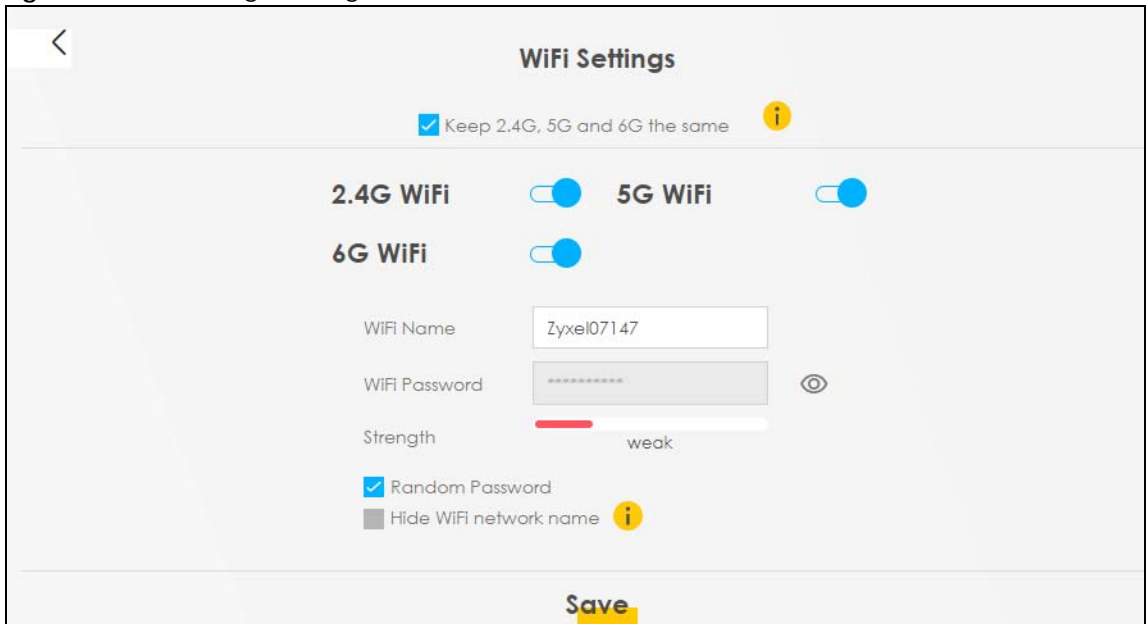 WiFi Settings
Keep 2.4G, 5G and 6G the same
2.4G WiFi 5G WiFi
6G WiFi
WiFi Name Zyxel07147
WiFi Password **********
Strength weak
Random Password
Hide WiFi network name
Save